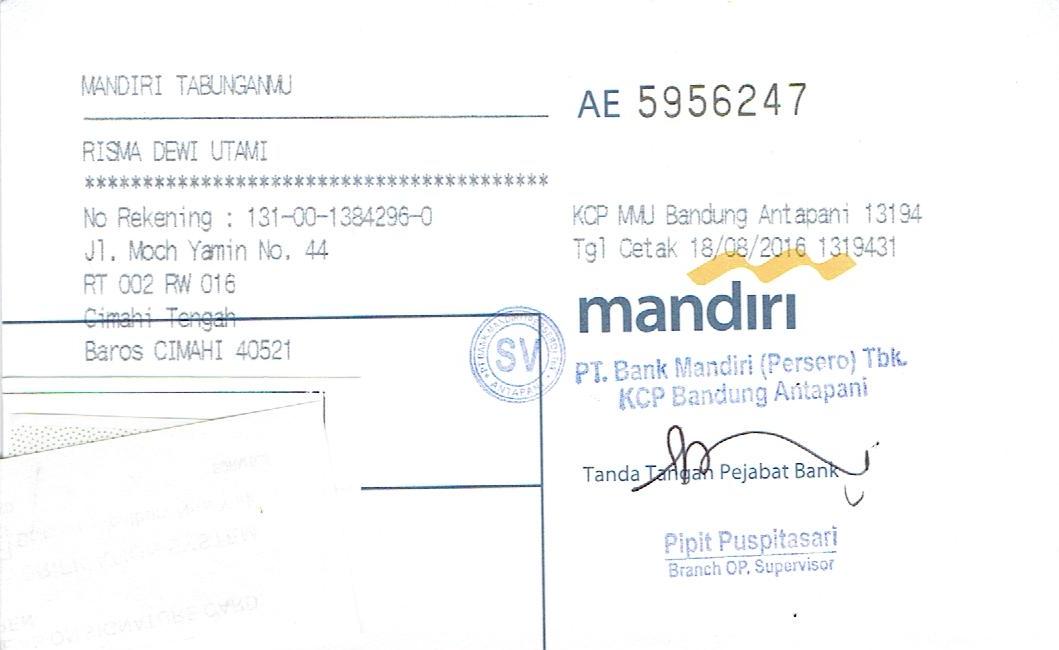 MANDIRI TABUNGANMU
AE 5956247
RISMA DEWI UTAMI
****************************************
No Rekening : 131-00-1384296-0
Jl. Moch Yamin No. 44
RT 002 RW 016
Cimahi Tengah
Baros CIMAHI 40521
KCP MMU Bandung Antapani 13194
Tgl Cetak 18/08/2016 1319431
mandiri
SV
ANTAPANI
PT. Bank Mandiri (Persero) Tbk.
KCP Bandung Antapani
Tanda Tangan Pejabat Bank
Pipit Puspitasari
Branch OP. Supervisor
SIGNATURE CARD